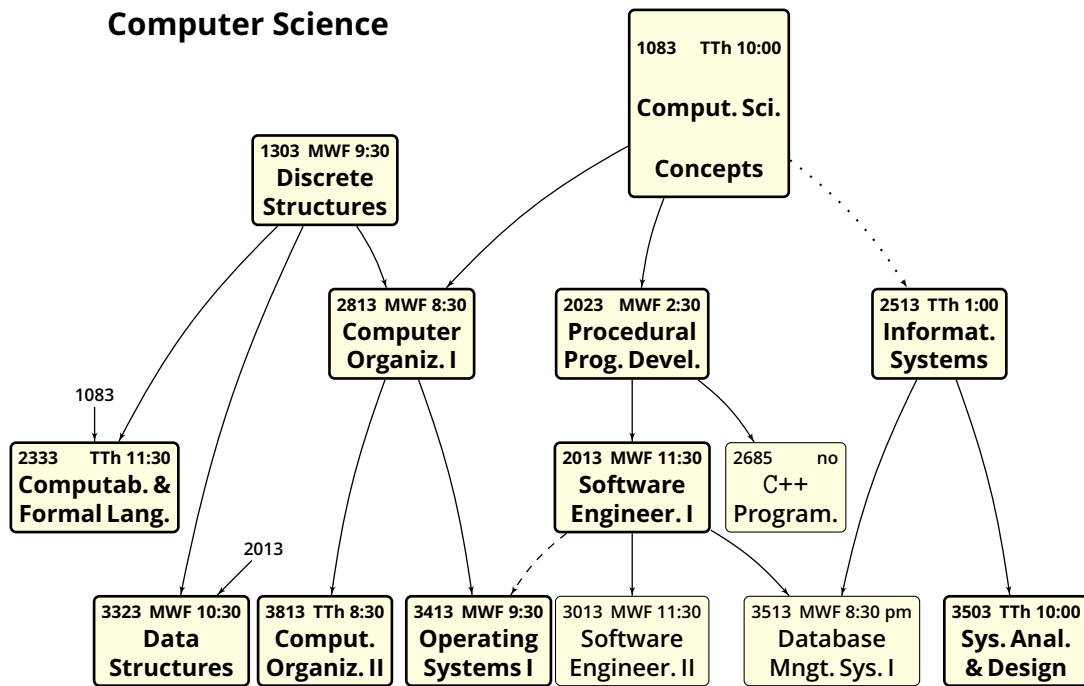 Computer Science
1083 TTh 10:00
Comput. Sci.
Concepts
1303 MWF 9:30
Discrete
Structures
2813 MWF 8:30
Computer
Organiz. I
2023 MWF 2:30
Procedural
Prog. Devel.
2513 TTh 1:00
Informat.
Systems
1083
2333 TTh 11:30
Computab. &
Formal Lang.
2013 MWF 11:30
Software
Engineer. I
2685 no
C++
Program.
2013
3323 MWF 10:30
Data
Structures
3813 TTh 8:30
Comput.
Organiz. II
3413 MWF 9:30
Operating
Systems I
3013 MWF 11:30
Software
Engineer. II
3513 MWF 8:30 pm
Database
Mngt. Sys. I
3503 TTh 10:00
Sys. Anal.
& Design